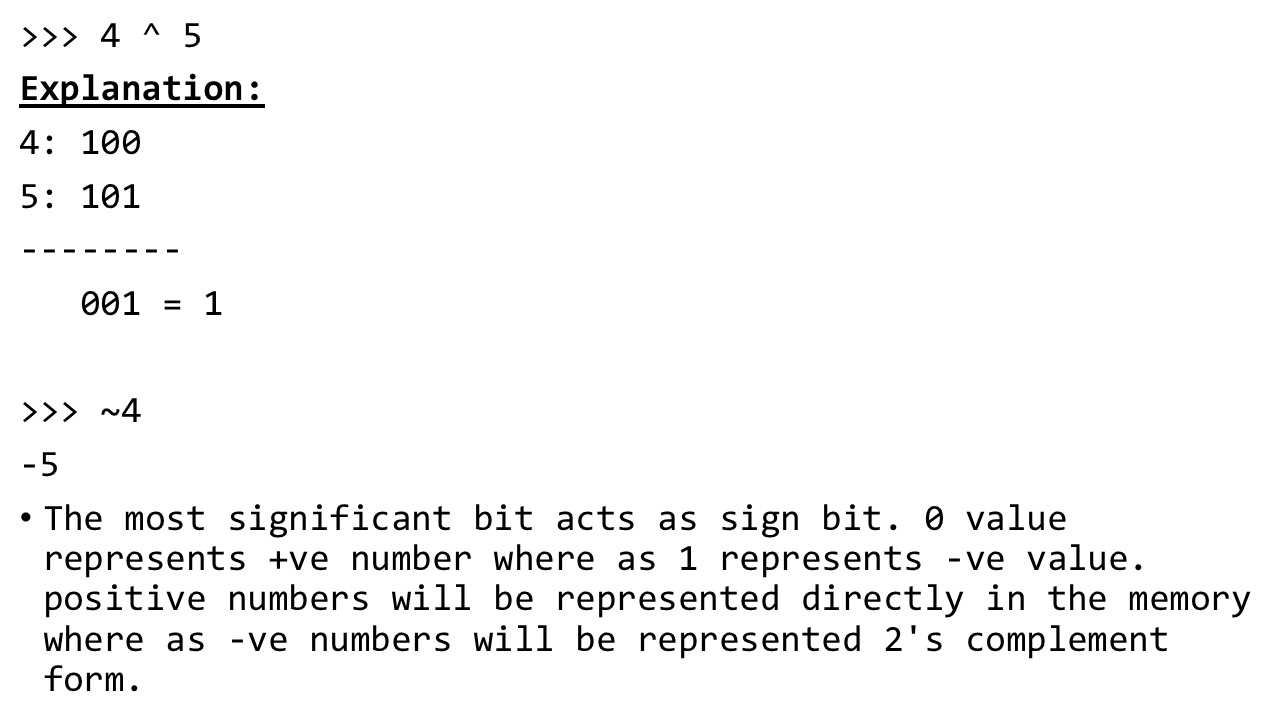 >>> 4 ^ 5
Explanation:
4: 100
5: 101
--------
   001 = 1
>>> ~4
-5
• The most significant bit acts as sign bit. 0 value
represents +ve number where as 1 represents -ve value.
positive numbers will be represented directly in the memory
where as -ve numbers will be represented 2's complement
form.